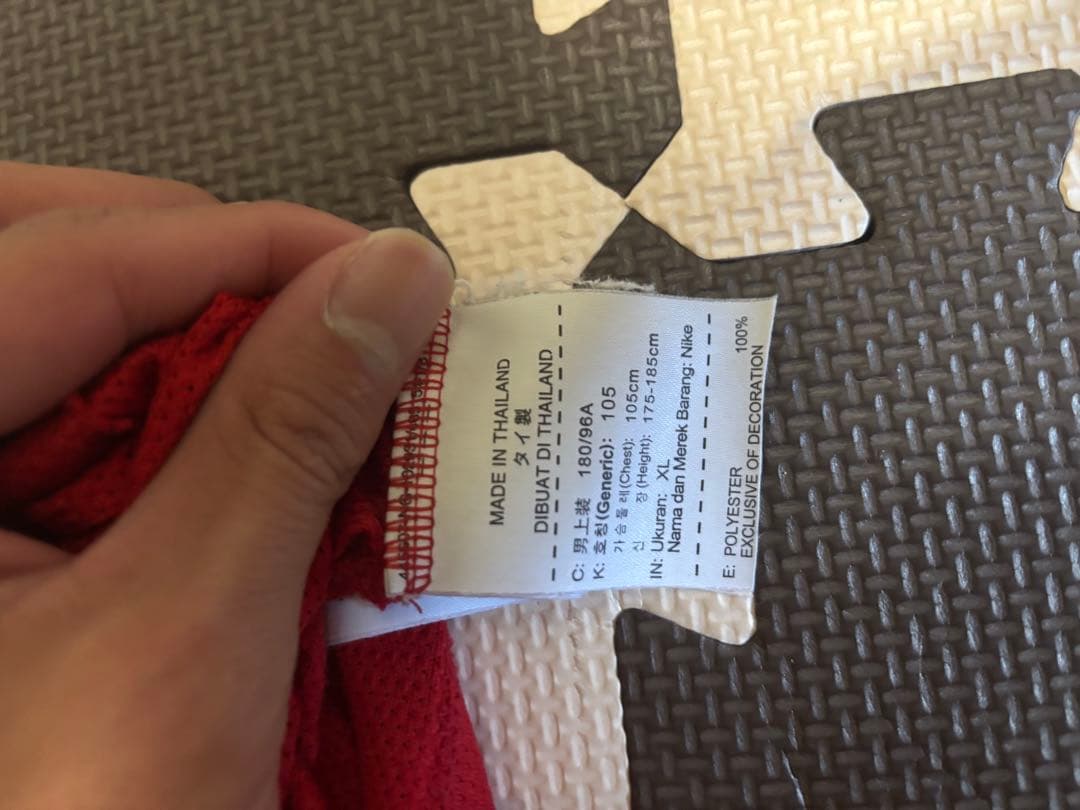 MADE IN THAILAND
タイ製
DIBUAT DI THAILAND
C: 男上装 180/96A
K: 호칭(Generic): 105
가슴둘레(Chest): 105cm
신 장(Height): 175-185cm
IN: Ukuran: XL
Nama dan Merek Barang: Nike
E: POLYESTER 100%
EXCLUSIVE OF DECORATION